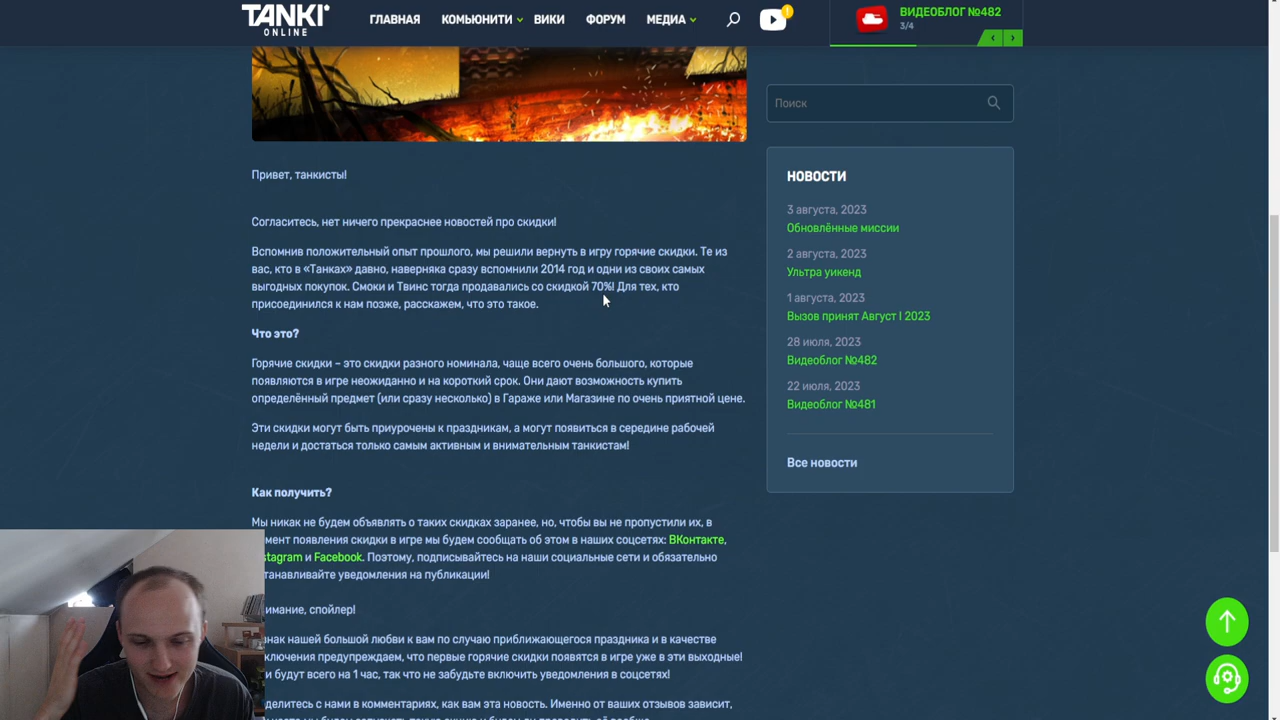 TANKI
ONLINE
ГЛАВНАЯ
КОМЬЮНИТИ
ВИКИ
ФОРУМ
МЕДИА
ВИДЕОБЛОГ №482
3/4
Привет, танкисты!
Согласитесь, нет ничего прекраснее новостей про скидки!
Вспомнив положительный опыт прошлого, мы решили вернуть в игру горячие скидки. Те из
вас, кто в «Танках» давно, наверняка сразу вспомнили 2014 год и одни из своих самых
выгодных покупок. Смоки и Твинс тогда продавались со скидкой 70%! Для тех, кто
присоединился к нам позже, расскажем, что это такое.
Что это?
Горячие скидки – это скидки разного номинала, чаще всего очень большого, которые
появляются в игре неожиданно и на короткий срок. Они дают возможность купить
определённый предмет (или сразу несколько) в Гараже или Магазине по очень приятной цене.
Эти скидки могут быть приурочены к праздникам, а могут появиться в середине рабочей
недели и достаться только самым активным и внимательным танкистам!
Как получить?
Мы никак не будем объявлять о таких скидках заранее, но, чтобы вы не пропустили их, в
мент появления скидки в игре мы будем сообщать об этом в наших соцсетях: ВКонтакте,
stagram и Facebook. Поэтому, подписывайтесь на наши социальные сети и обязательно
танавливайте уведомления на публикации!
имание, спойлер!
знак нашей большой любви к вам по случаю приближающегося праздника и в качестве
ключения предупреждаем, что первые горячие скидки появятся в игре уже в эти выходные!
и будут всего на 1 час, так что не забудьте включить уведомления в соцсетях!
делитесь с нами в комментариях, как вам эта новость. Именно от ваших отзывов зависит,
Поиск
НОВОСТИ
3 августа, 2023
Обновлённые миссии
2 августа, 2023
Ультра уикенд
1 августа, 2023
Вызов принят Август I 2023
28 июля, 2023
Видеоблог №482
22 июля, 2023
Видеоблог №481
Все новости